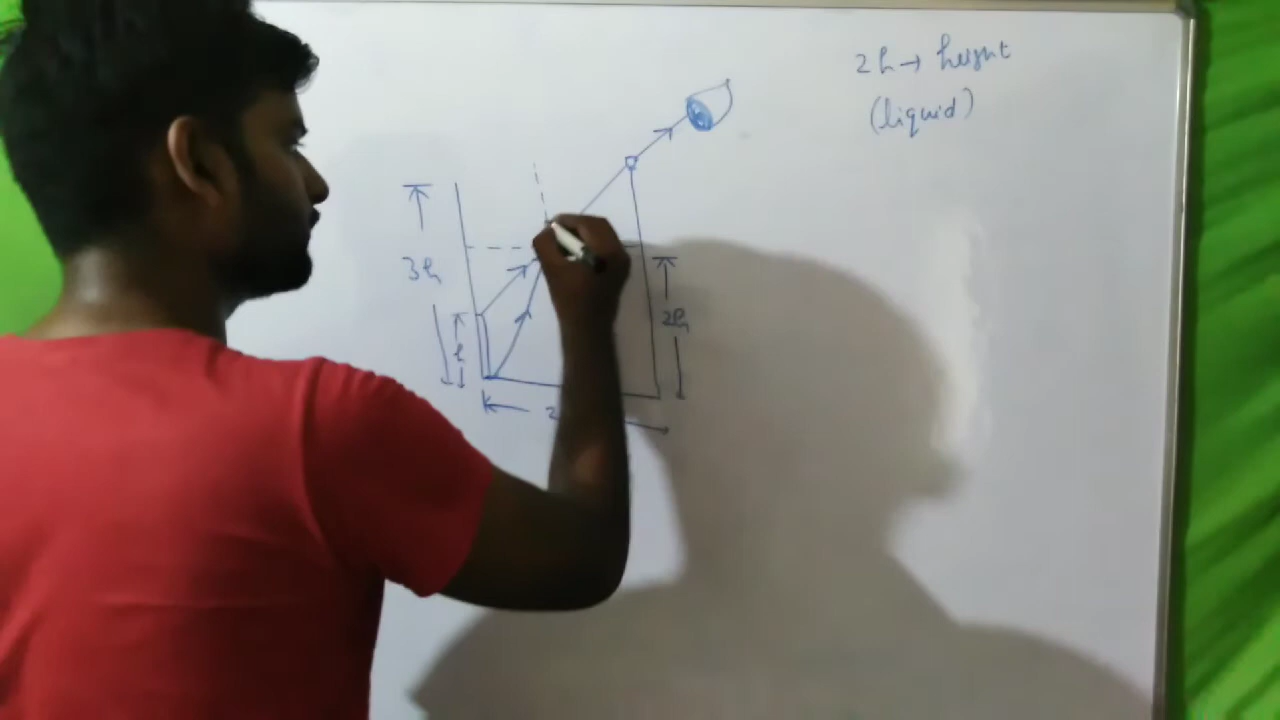 2h → height
(liquid)
3h
h
2h